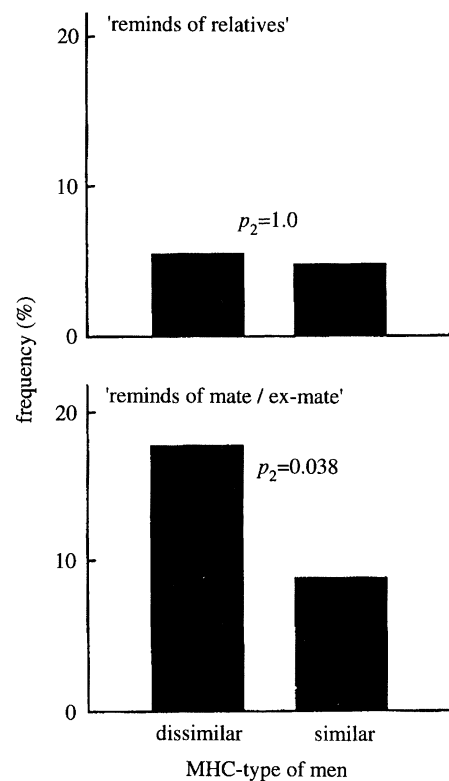 'reminds of relatives'
20
10
0
p₂=1.0
frequency (%)
'reminds of mate / ex-mate'
20
10
0
p₂=0.038
dissimilar similar
MHC-type of men